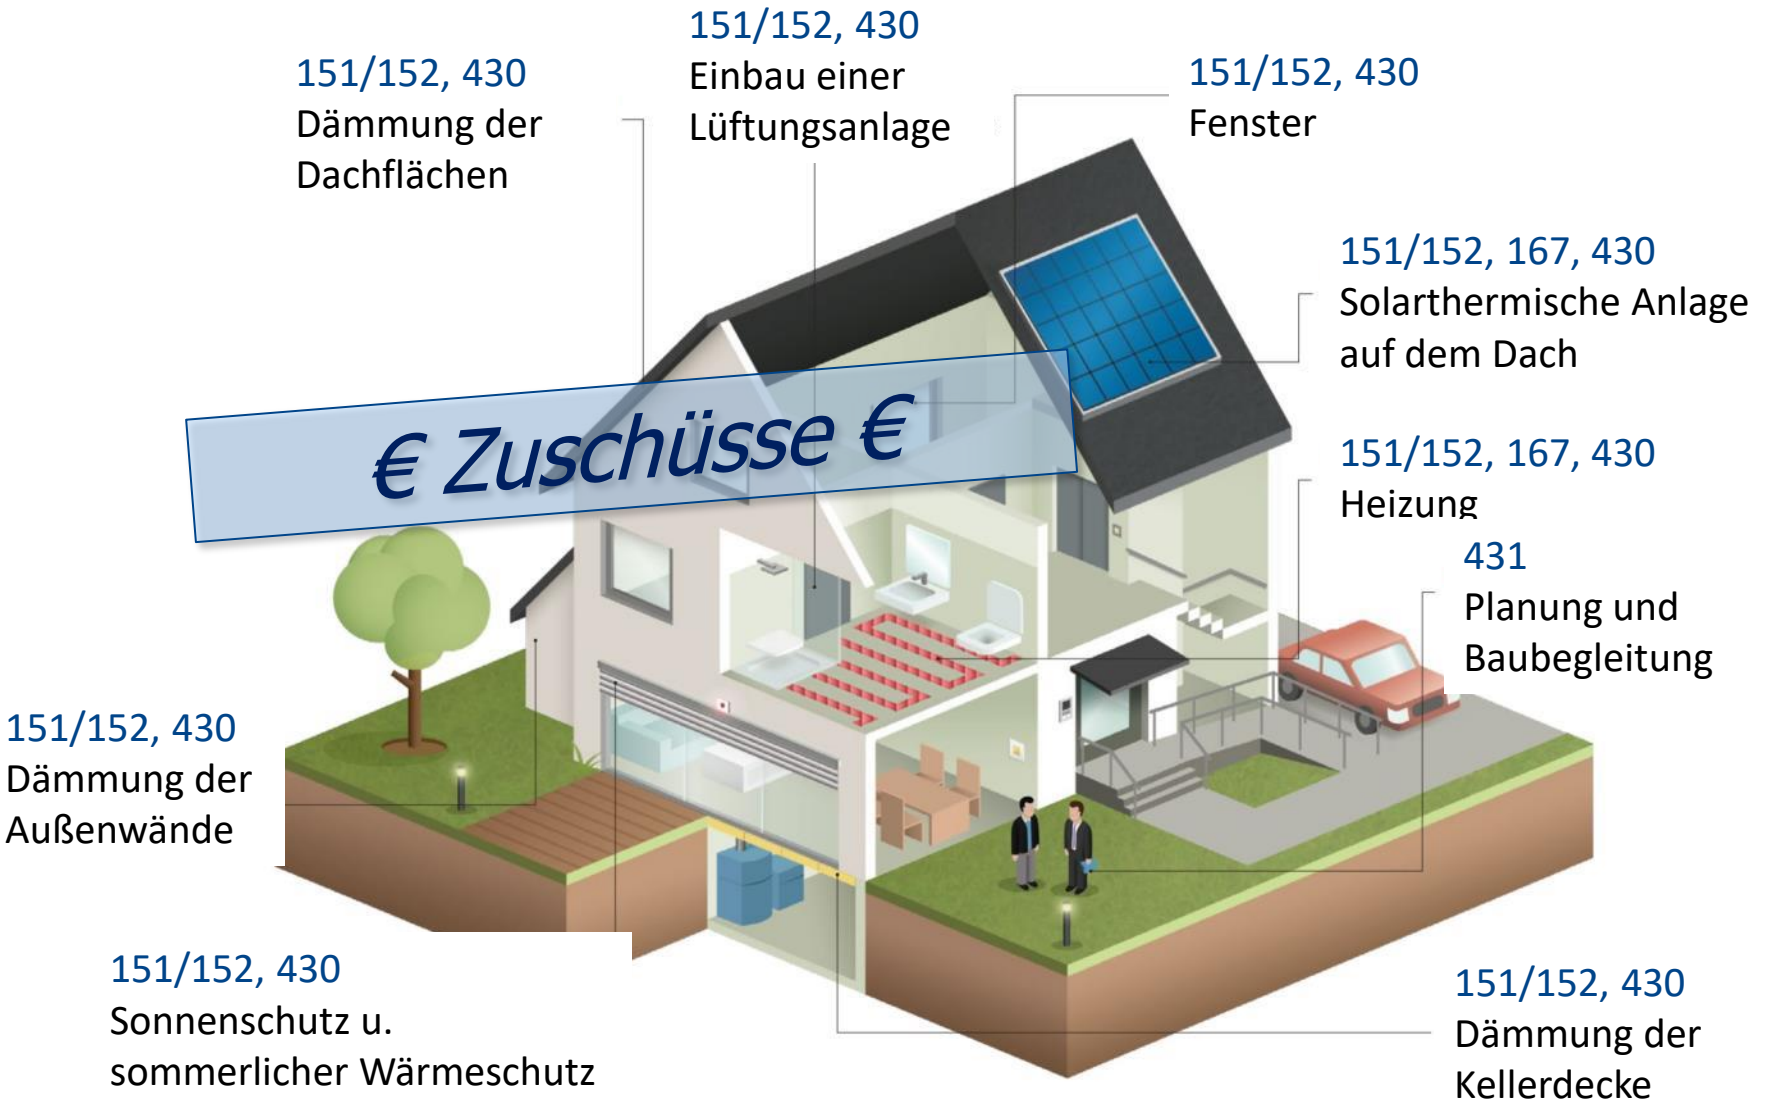 151/152, 430
Dämmung der
Dachflächen
151/152, 430
Einbau einer
Lüftungsanlage
151/152, 430
Fenster
151/152, 167, 430
Solarthermische Anlage
auf dem Dach
€ Zuschüsse €
151/152, 167, 430
Heizung
431
Planung und
Baubegleitung
151/152, 430
Dämmung der
Außenwände
151/152, 430
Sonnenschutz u.
sommerlicher Wärmeschutz
151/152, 430
Dämmung der
Kellerdecke